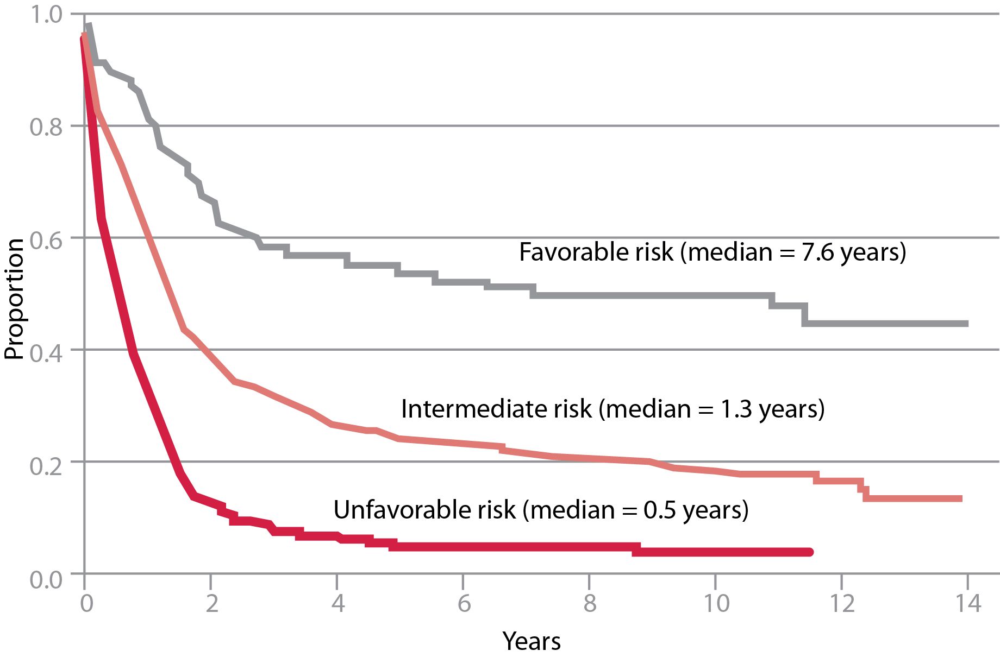 1.0
0.8
0.6
0.4
0.2
0.0
Proportion
Favorable risk (median = 7.6 years)
Intermediate risk (median = 1.3 years)
Unfavorable risk (median = 0.5 years)
0 2 4 6 8 10 12 14
Years